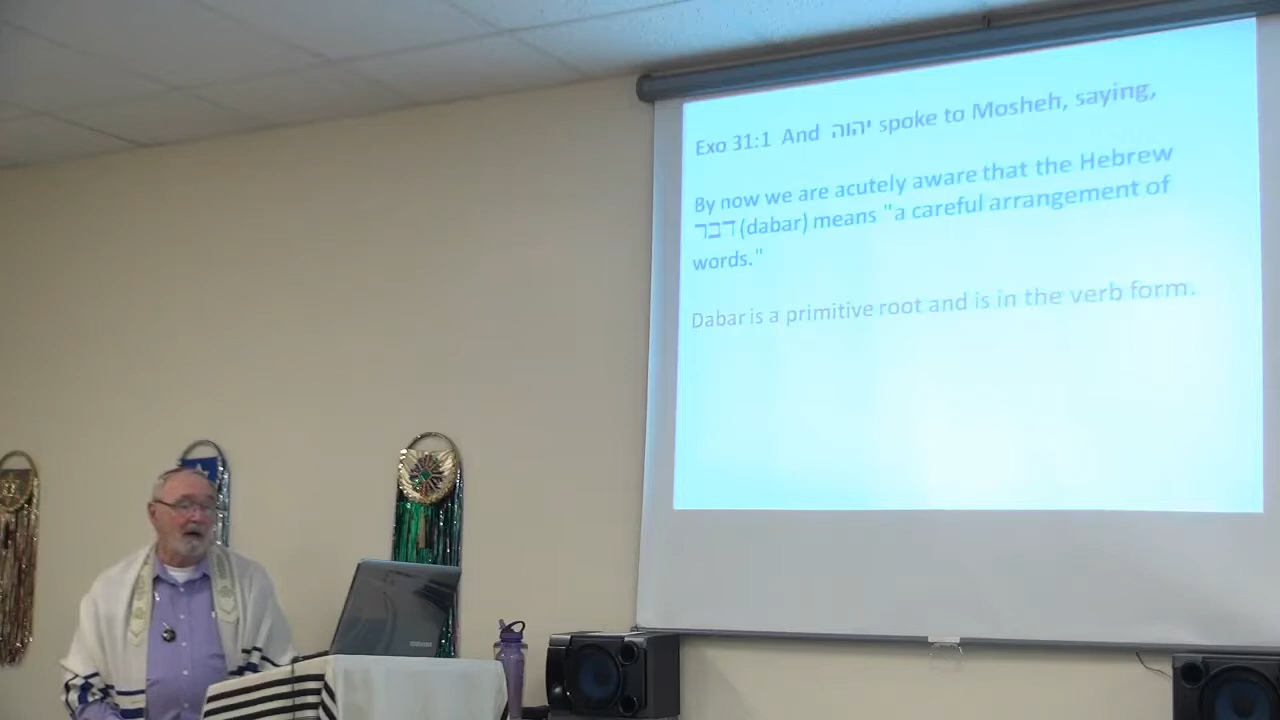 Exo 31:1 And יהוה spoke to Mosheh, saying,
By now we are acutely aware that the Hebrew
דבר (dabar) means "a careful arrangement of
words."
Dabar is a primitive root and is in the verb form.